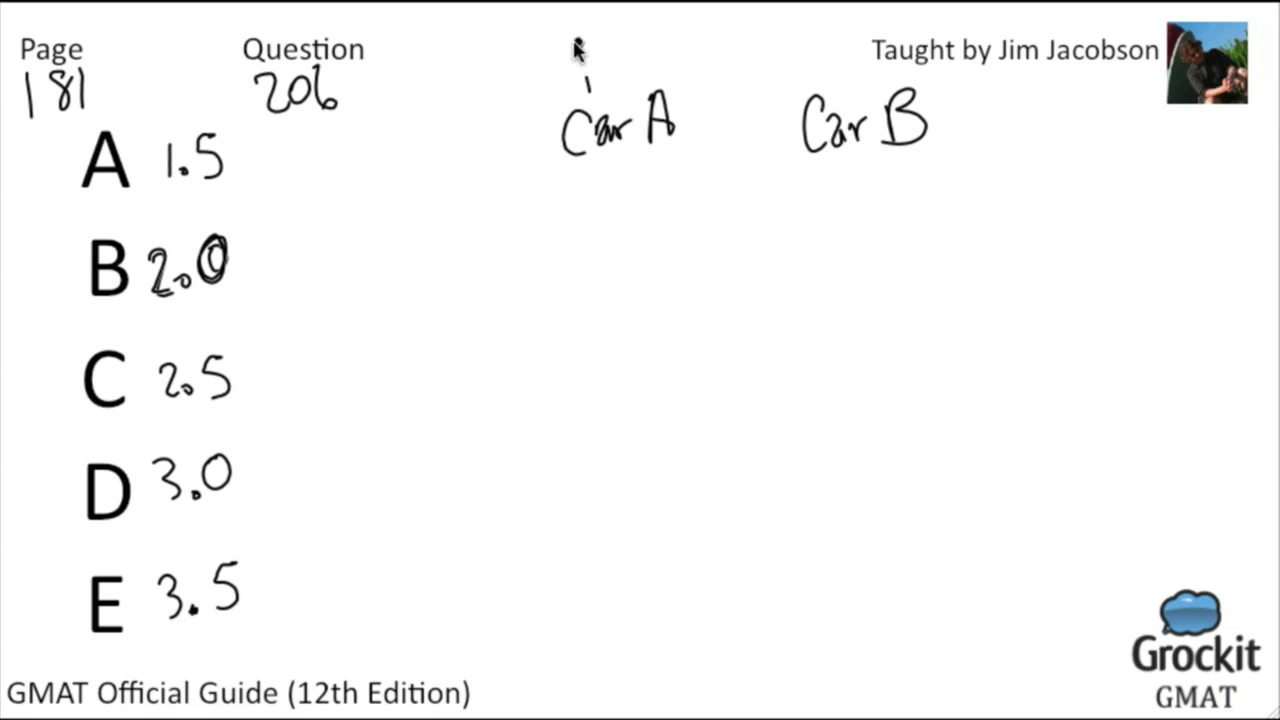 Page Question Taught by Jim Jacobson
181 206
Car A Car B
A 1.5
B 2.0
C 2.5
D 3.0
E 3.5
Grockit
GMAT
GMAT Official Guide (12th Edition)